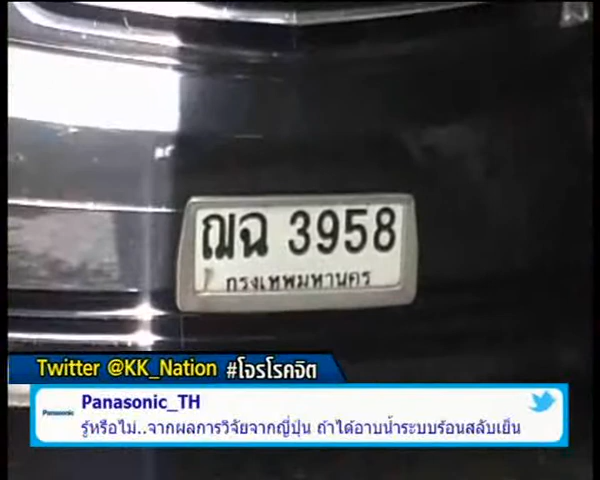 ฌฉ 3958
กรุงเทพมหานคร
Twitter @KK_Nation #โจรโรคจิต
Panasonic
Panasonic_TH
รู้หรือไม่..จากผลการวิจัยจากญี่ปุ่น ถ้าได้อาบน้ำระบบร้อนสลับเย็น